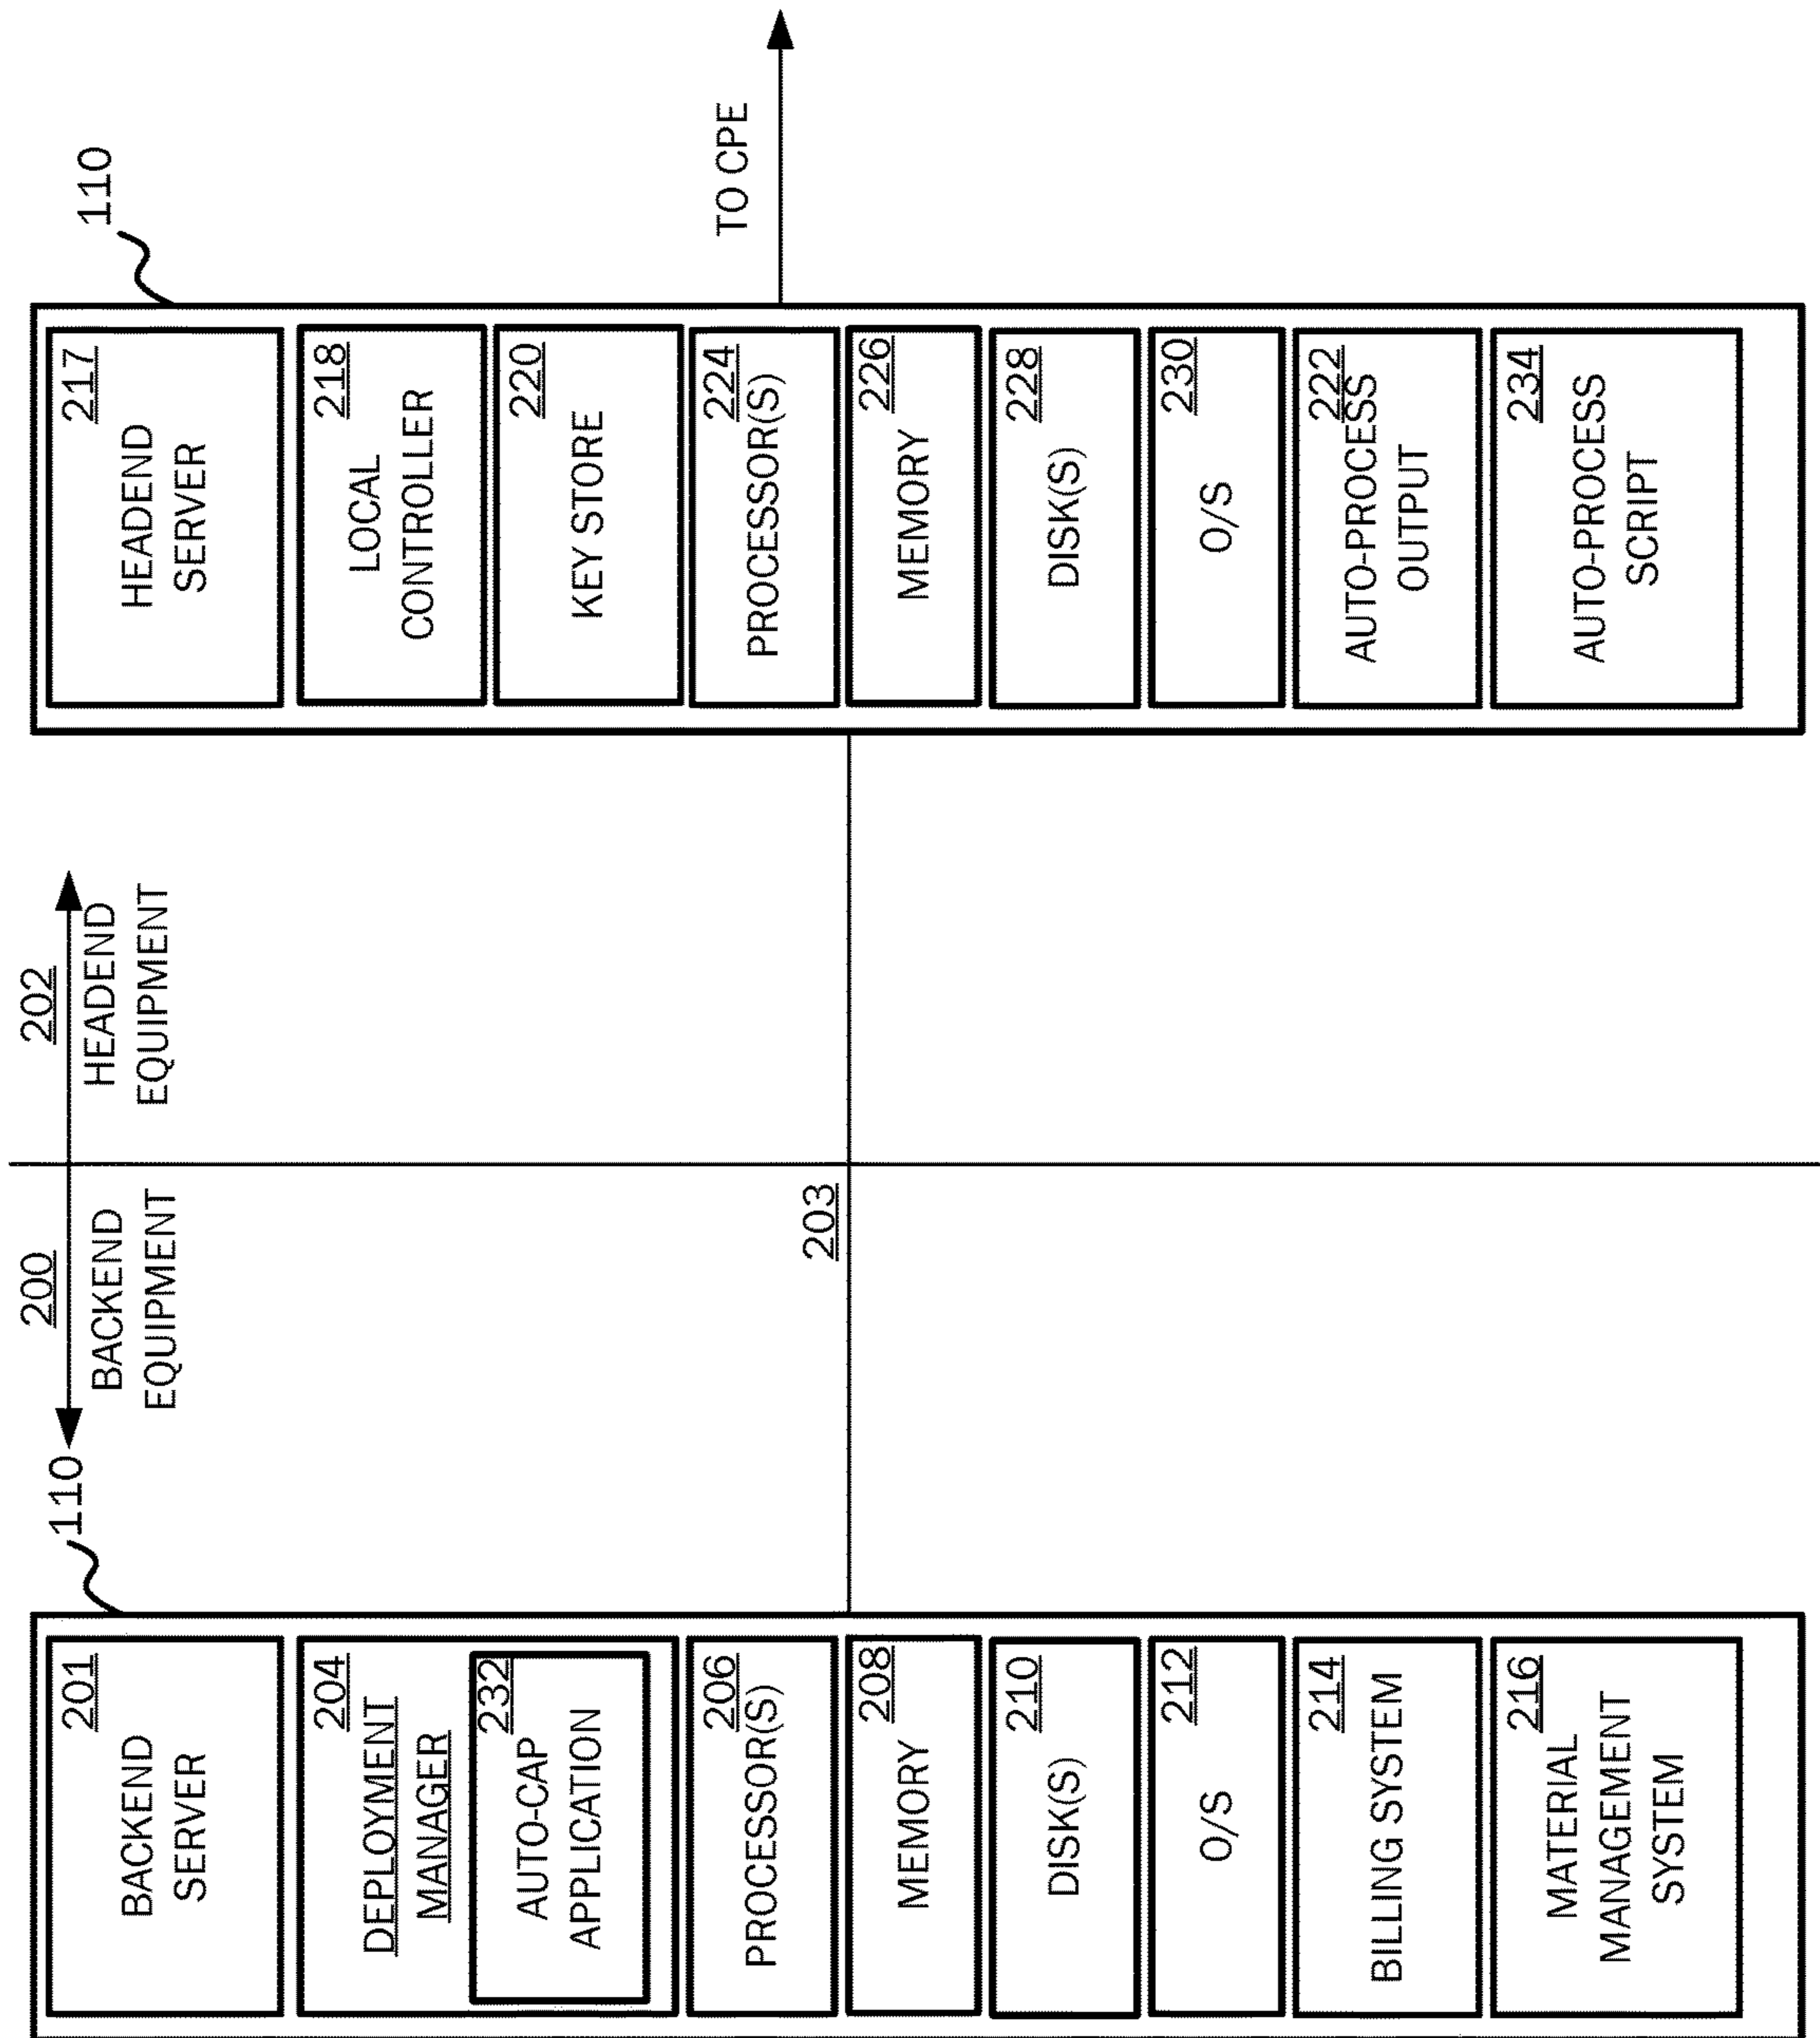 200
202
BACKEND
EQUIPMENT
HEADEND
EQUIPMENT
110
110
201
BACKEND
SERVER
204
DEPLOYMENT
MANAGER
232
AUTO-CAP
APPLICATION
206
PROCESSOR(S)
208
MEMORY
210
DISK(S)
212
O/S
214
BILLING SYSTEM
216
MATERIAL
MANAGEMENT
SYSTEM
203
217
HEADEND
SERVER
218
LOCAL
CONTROLLER
220
KEY STORE
224
PROCESSOR(S)
226
MEMORY
228
DISK(S)
230
O/S
222
AUTO-PROCESS
OUTPUT
234
AUTO-PROCESS
SCRIPT
TO CPE